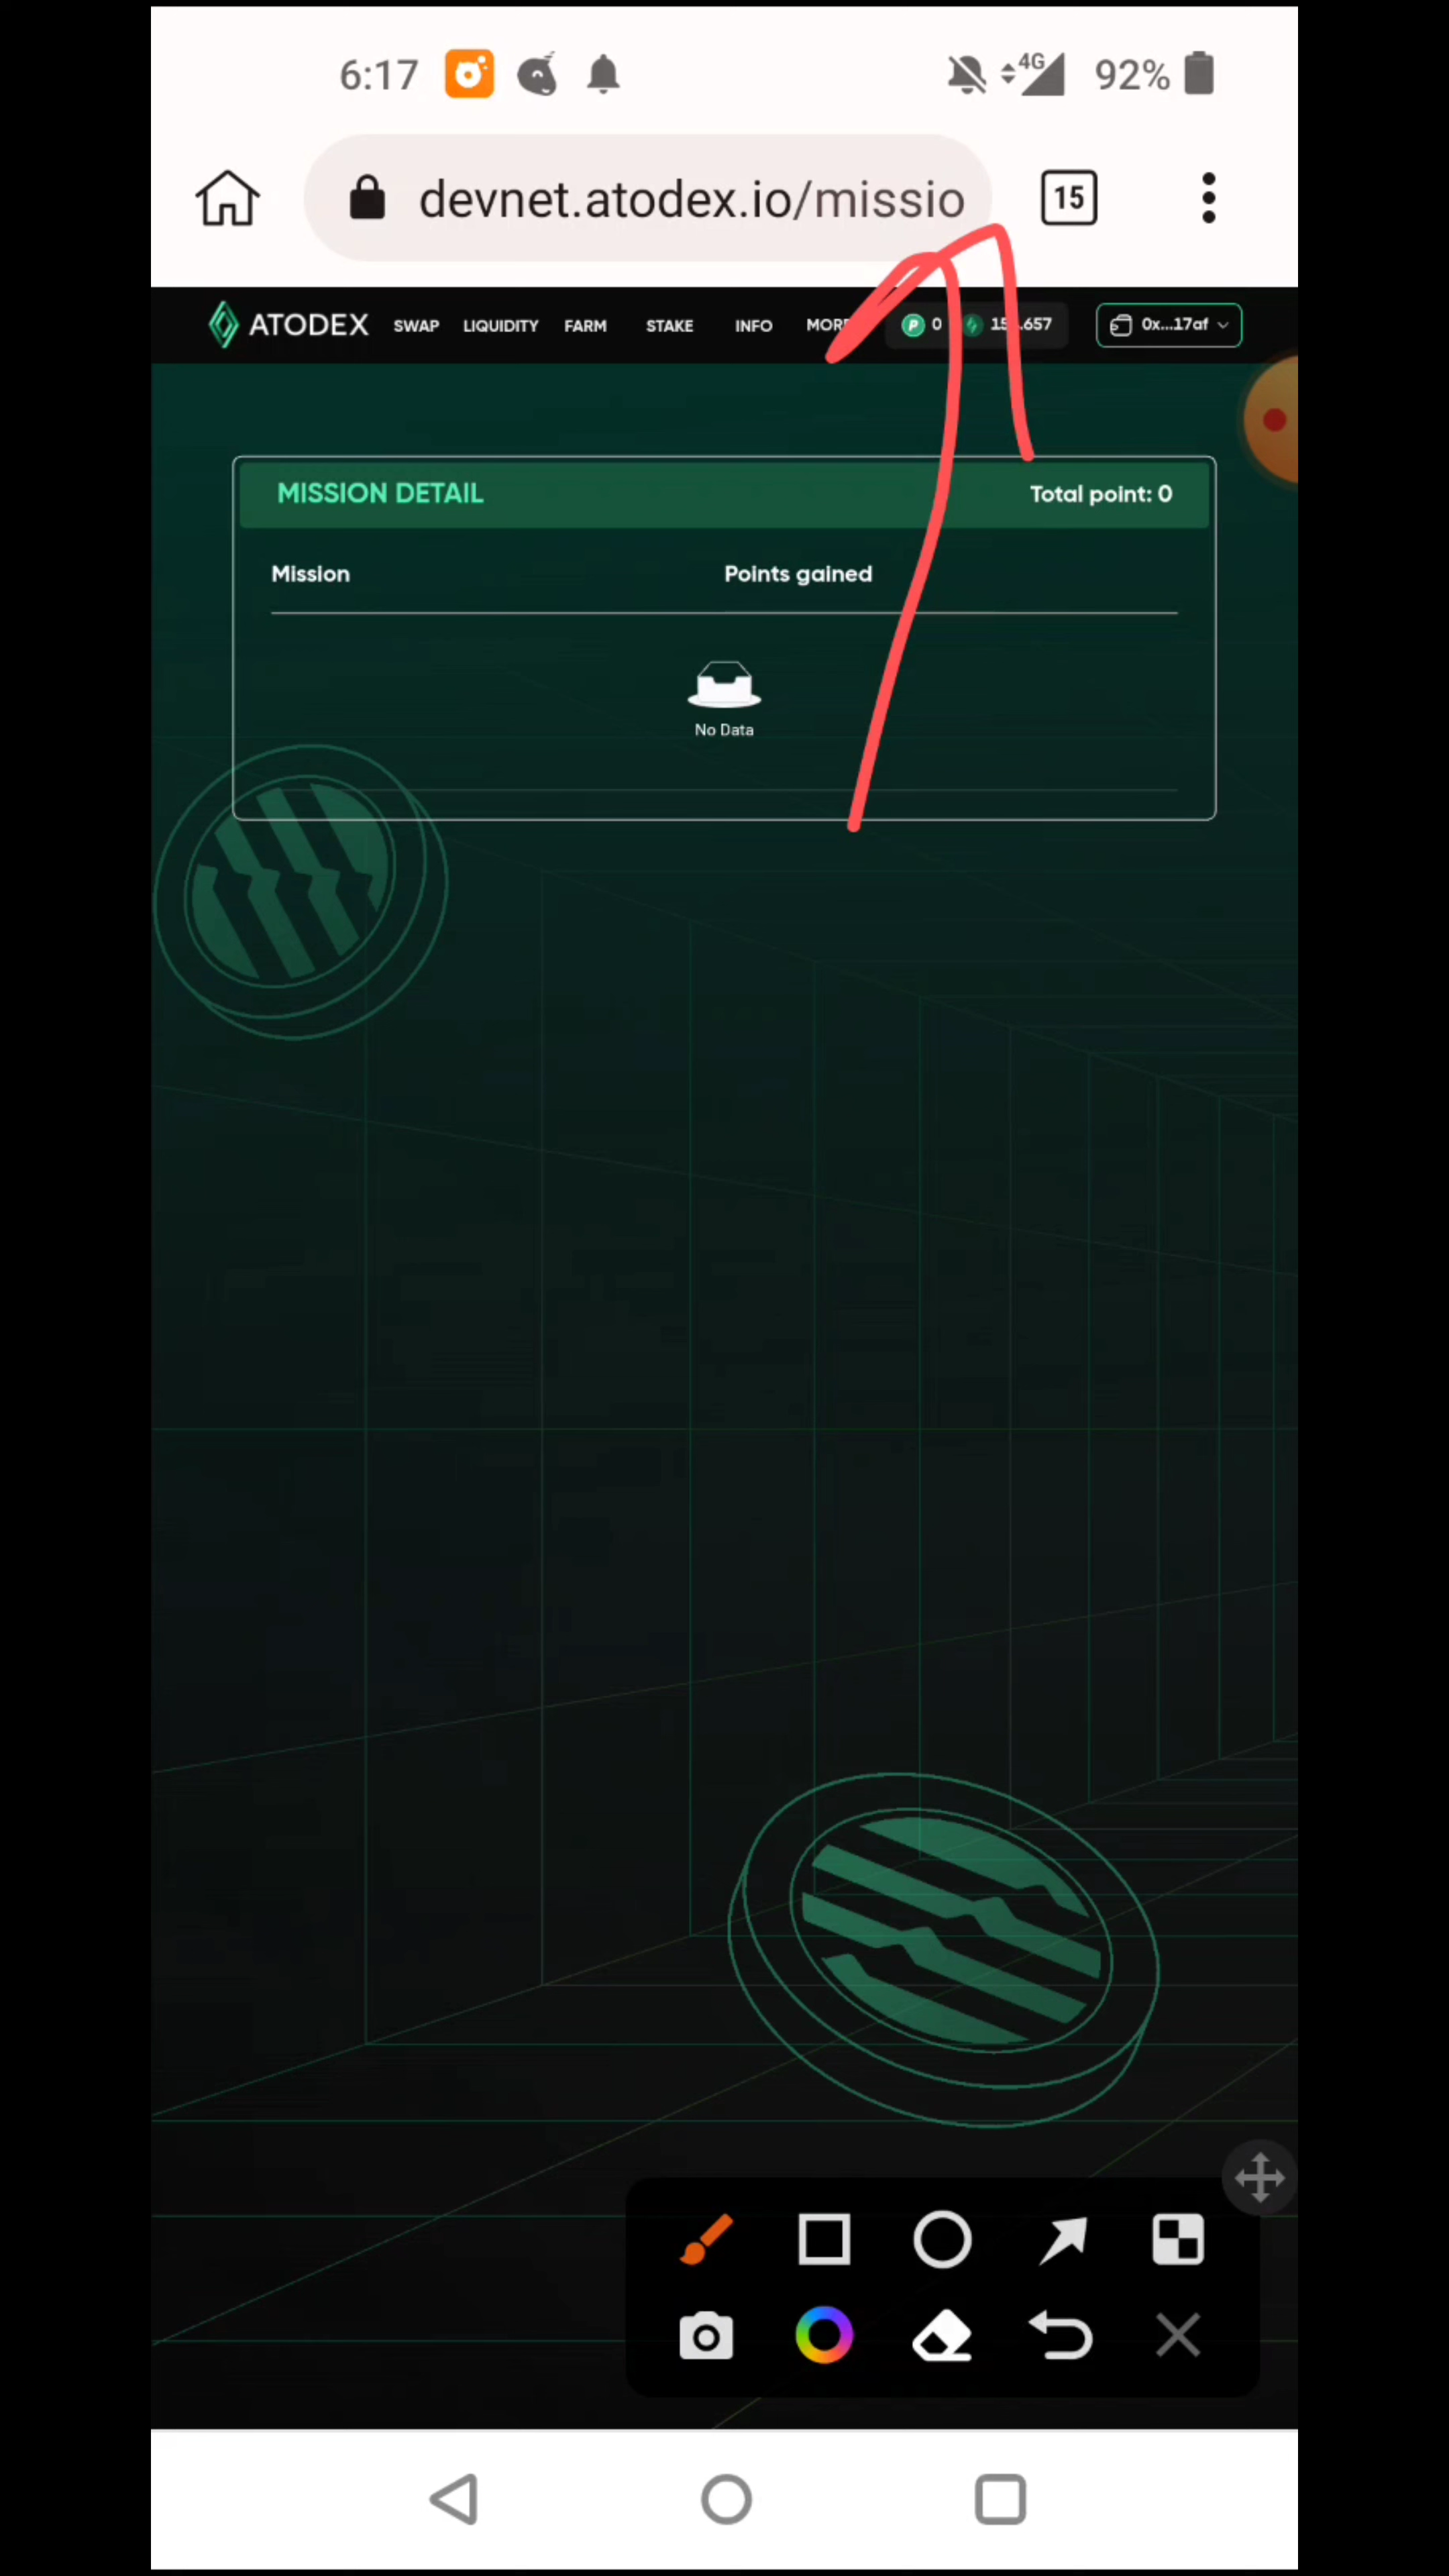 6:17 4G 92%
devnet.atodex.io/missio 15
ATODEX SWAP LIQUIDITY FARM STAKE INFO MORE 0 0x...17af
MISSION DETAIL Total point: 0
Mission Points gained
No Data